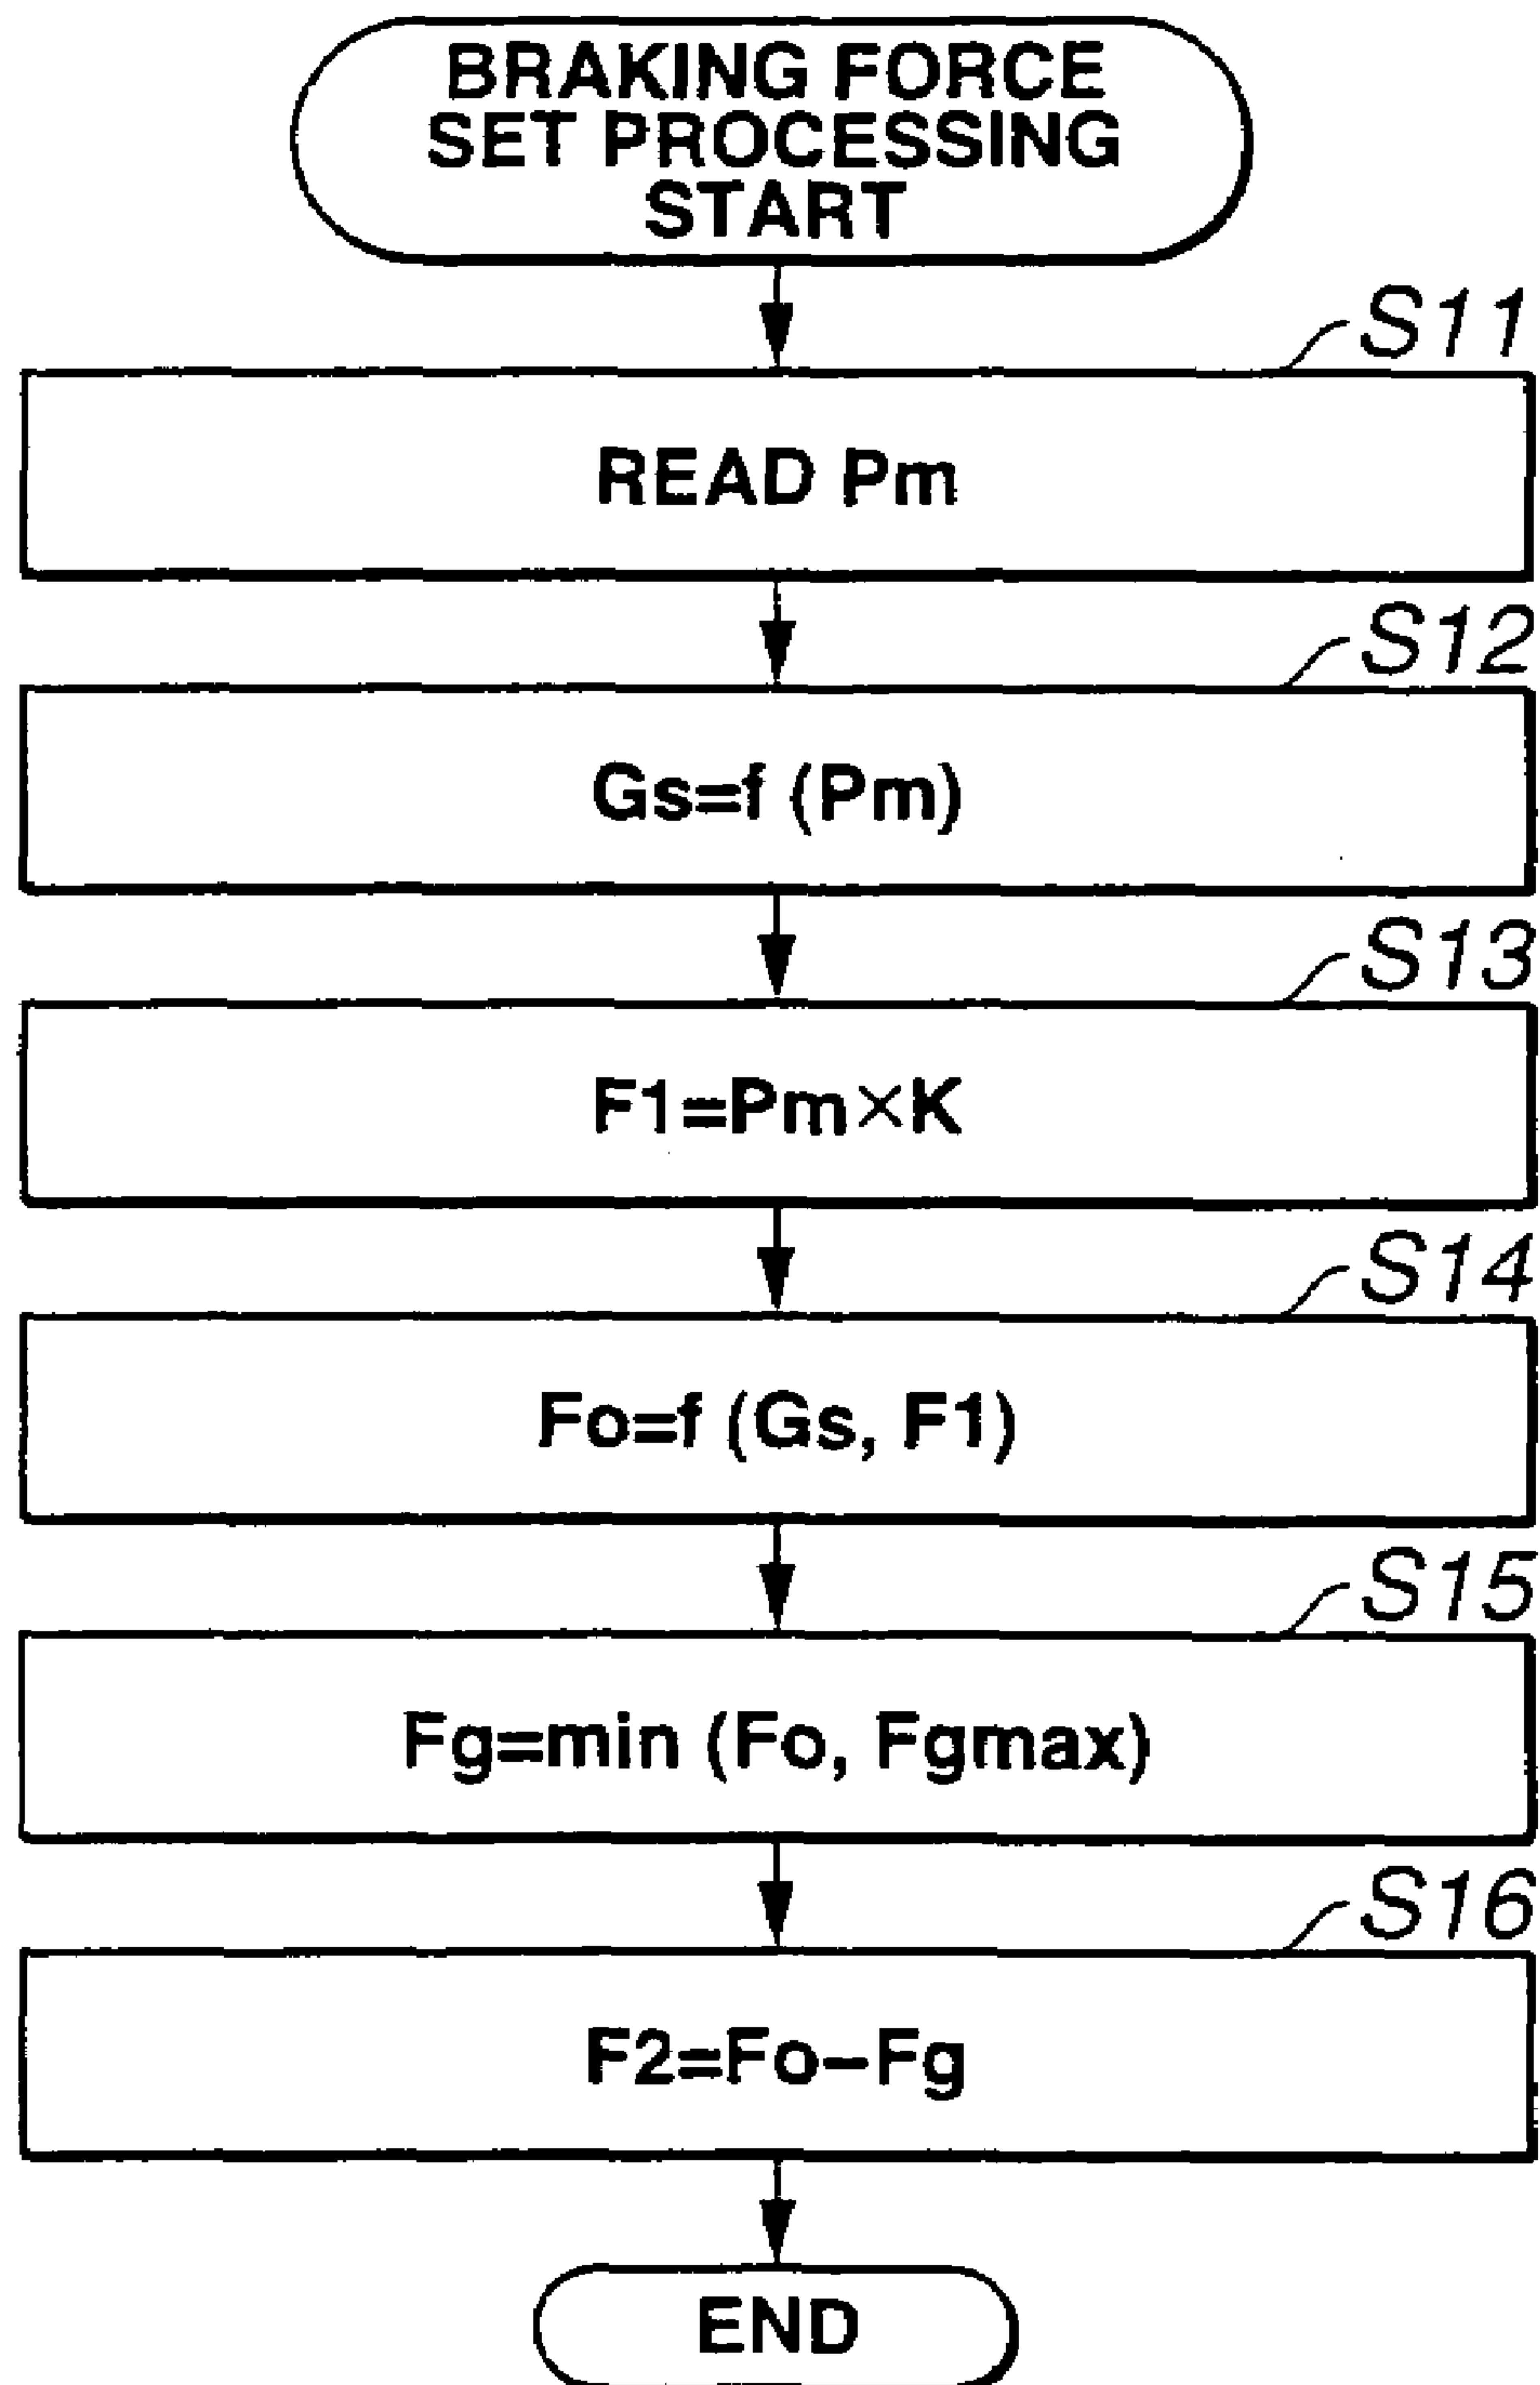 BRAKING FORCE
SET PROCESSING
START
S11
READ Pm
S12
Gs=f (Pm)
S13
F1=Pm×K
S14
Fo=f (Gs, F1)
S15
Fg=min (Fo, Fgmax)
S16
F2=Fo−Fg
END